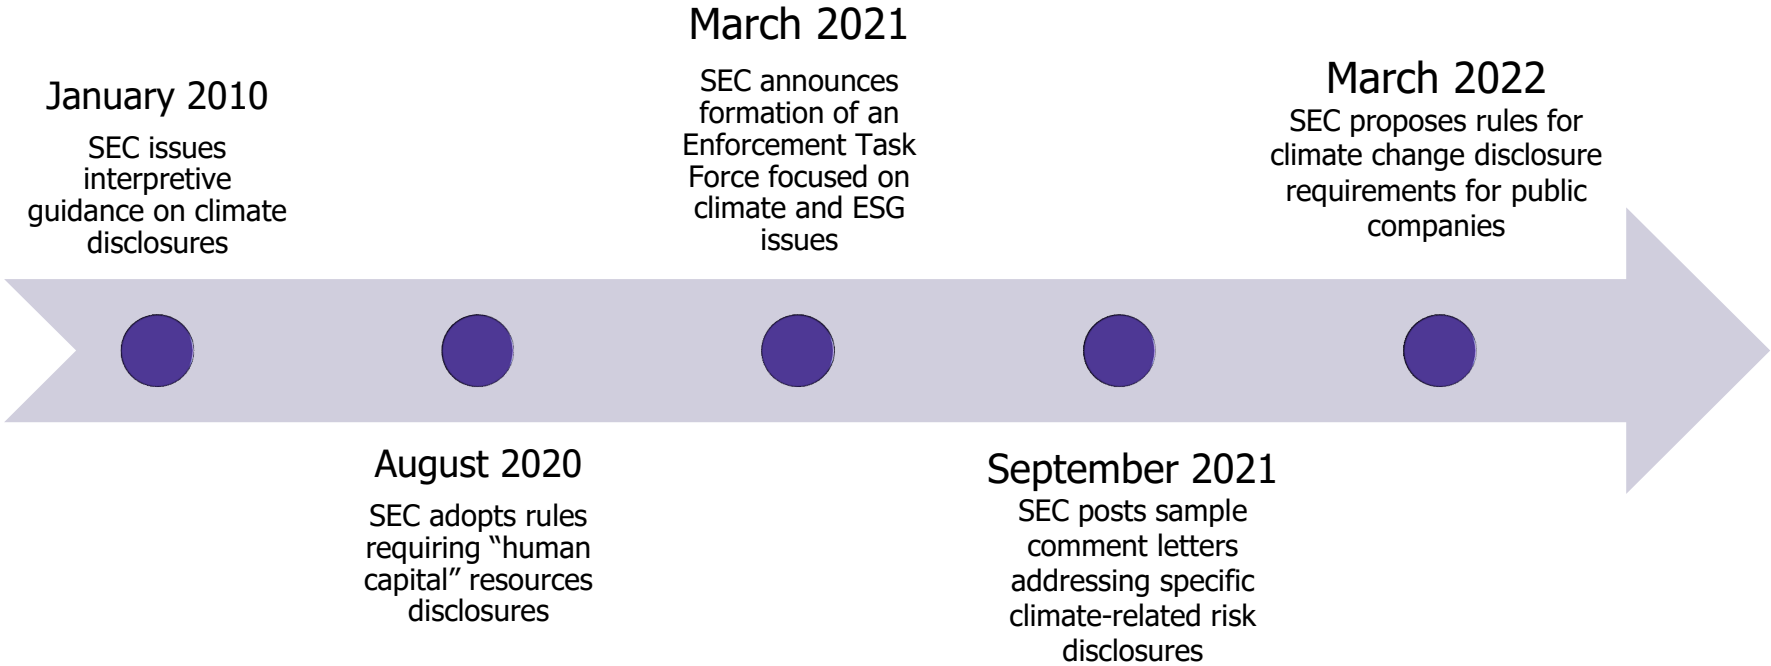 January 2010
SEC issues
interpretive
guidance on climate
disclosures
August 2020
SEC adopts rules
requiring “human
capital” resources
disclosures
March 2021
SEC announces
formation of an
Enforcement Task
Force focused on
climate and ESG
issues
September 2021
SEC posts sample
comment letters
addressing specific
climate-related risk
disclosures
March 2022
SEC proposes rules for
climate change disclosure
requirements for public
companies